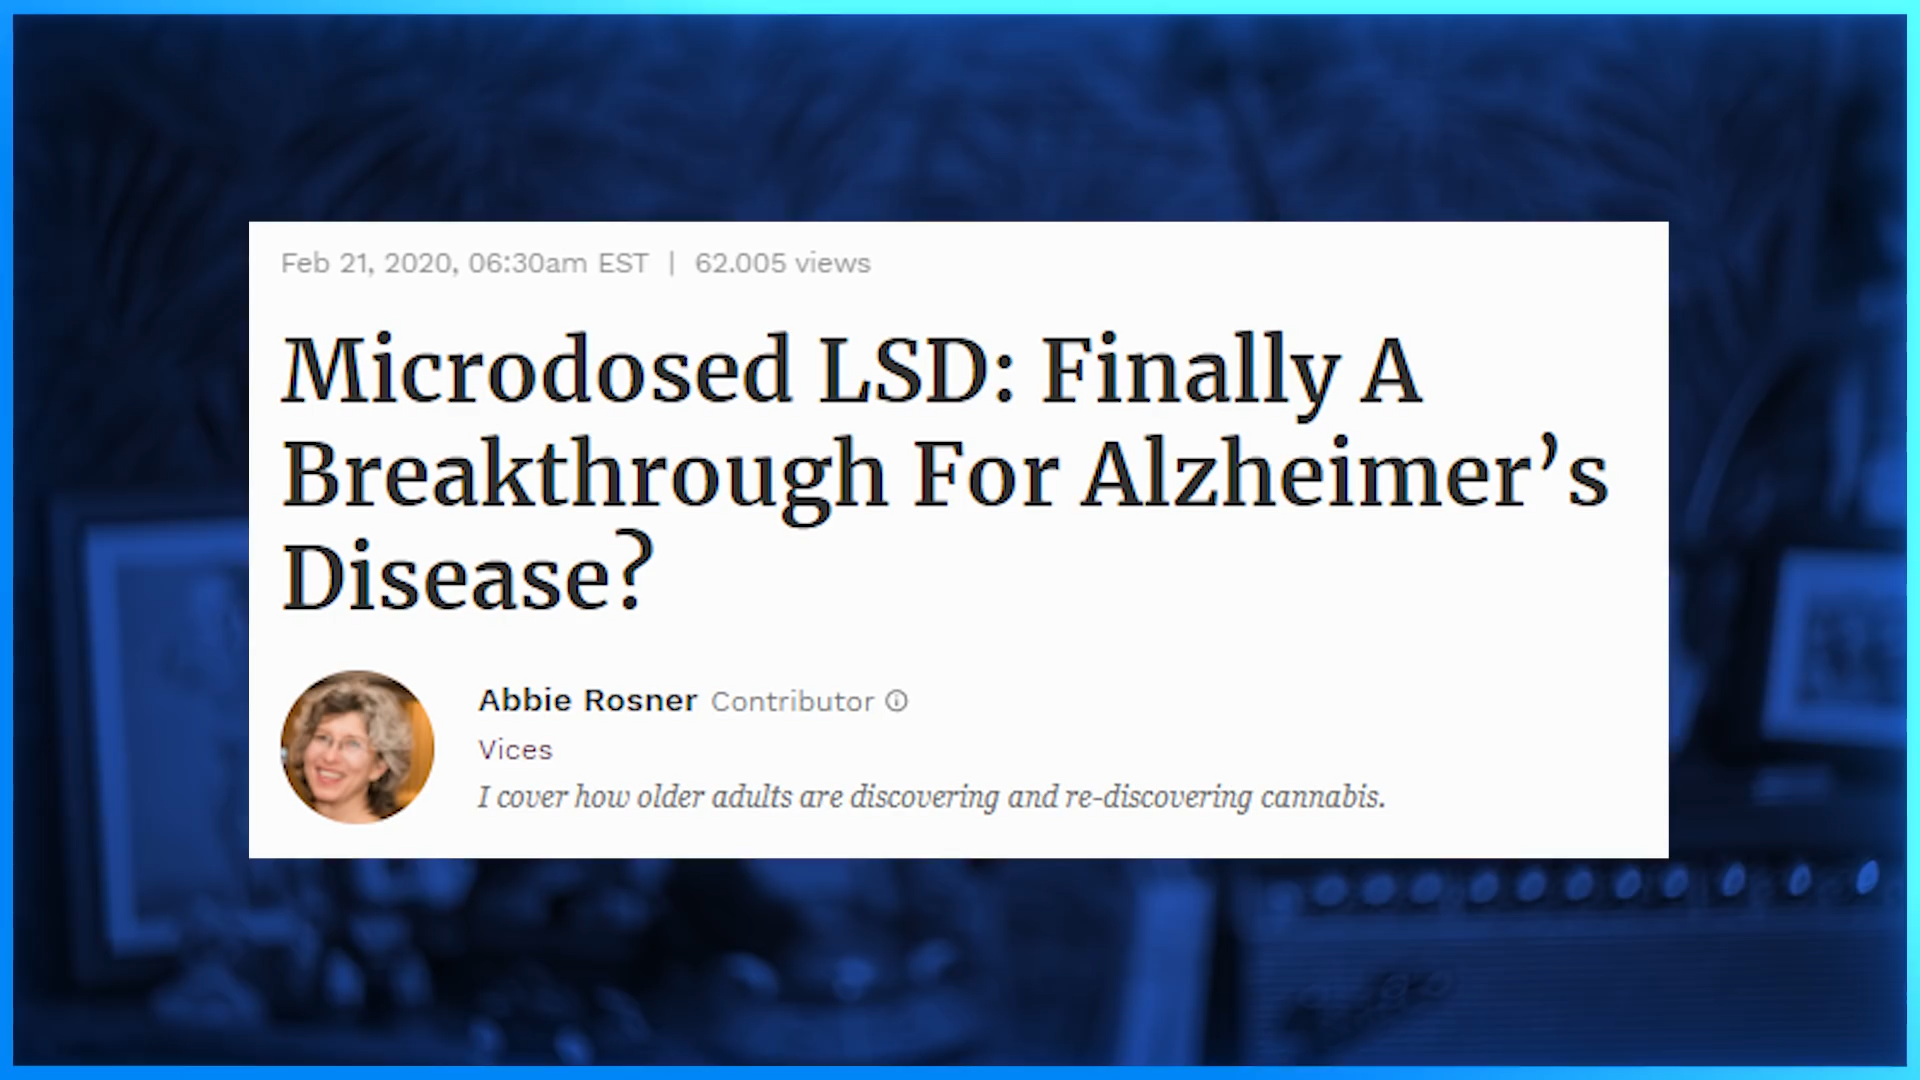 Feb 21, 2020, 06:30am EST | 62.005 views
Microdosed LSD: Finally A
Breakthrough For Alzheimer’s
Disease?
Abbie Rosner Contributor
Vices
I cover how older adults are discovering and re-discovering cannabis.